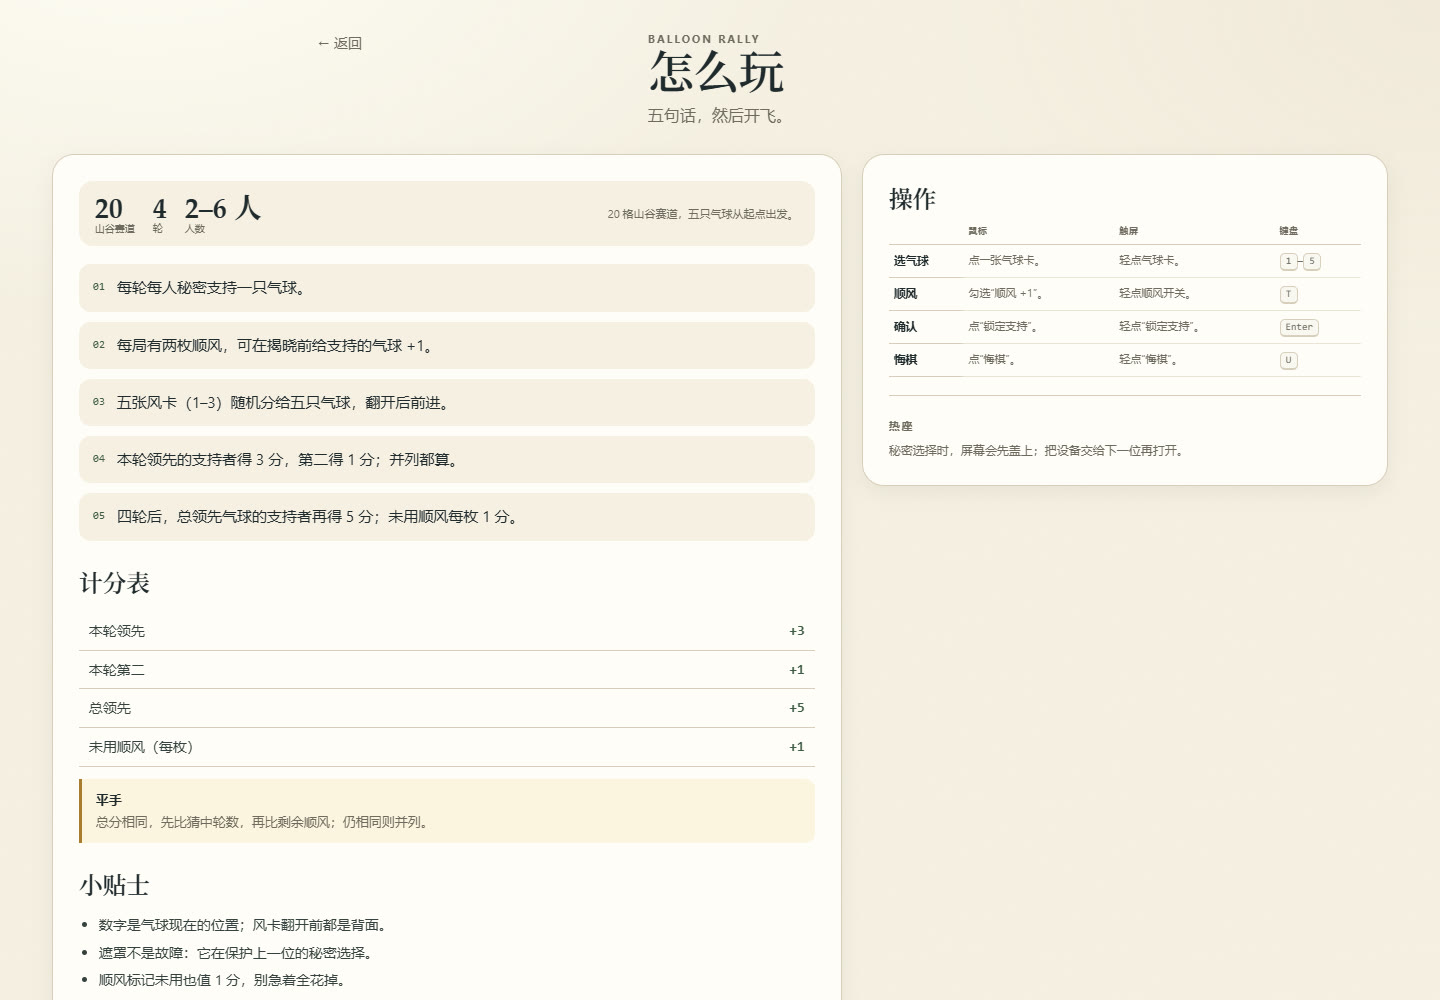 ← 返回
BALLOON RALLY
怎么玩
五句话，然后开飞。
20 4 2–6 人
山谷赛道 轮 人数
20 格山谷赛道，五只气球从起点出发。
01 每轮每人秘密支持一只气球。
02 每局有两枚顺风，可在揭晓前给支持的气球 +1。
03 五张风卡（1–3）随机分给五只气球，翻开后前进。
04 本轮领先的支持者得 3 分，第二得 1 分；并列都算。
05 四轮后，总领先气球的支持者再得 5 分；未用顺风每枚 1 分。
计分表
本轮领先 +3
本轮第二 +1
总领先 +5
未用顺风（每枚） +1
平手
总分相同，先比猜中轮数，再比剩余顺风；仍相同则并列。
小贴士
数字是气球现在的位置；风卡翻开前都是背面。
遮罩不是故障：它在保护上一位的秘密选择。
顺风标记未用也值 1 分，别急着全花掉。
操作
鼠标 触屏 键盘
选气球 点一张气球卡。 轻点气球卡。 1–5
顺风 勾选“顺风 +1”。 轻点顺风开关。 T
确认 点“锁定支持”。 轻点“锁定支持”。 Enter
悔棋 点“悔棋”。 轻点“悔棋”。 U
热座
秘密选择时，屏幕会先盖上；把设备交给下一位再打开。